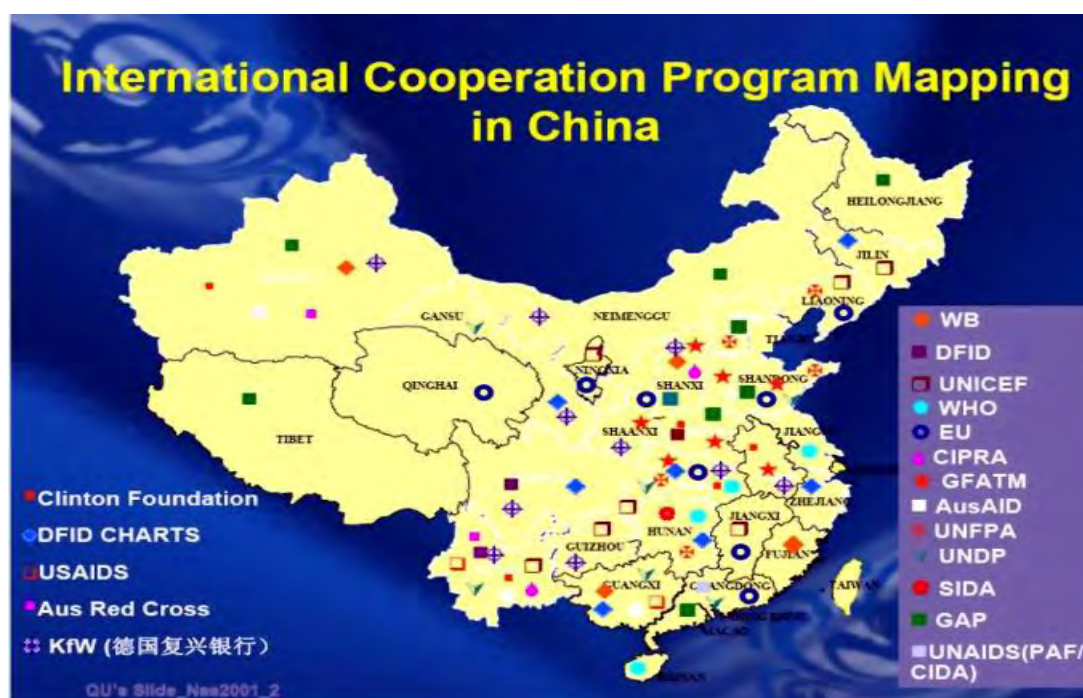 International Cooperation Program Mapping
in China
HEILONGJIANG
JILIN
LIAONING
GANSU
NEIMENGGU
NINGXIA
QINGHAI
SHANXI
SHANDONG
TIBET
SHAANXI
ZHEJIANG
HUNAN
JIANGXI
GUIZHOU
FUJIAN
GUANGXI
TAIWAN
MACAO
WB
DFID
UNICEF
WHO
EU
CIPRA
GFATM
AusAID
UNFPA
UNDP
SIDA
GAP
UNAIDS(PAF/
CIDA)
Clinton Foundation
DFID CHARTS
USAIDS
Aus Red Cross
KfW (德国复兴银行）
QU's Slide_Naa2001_2